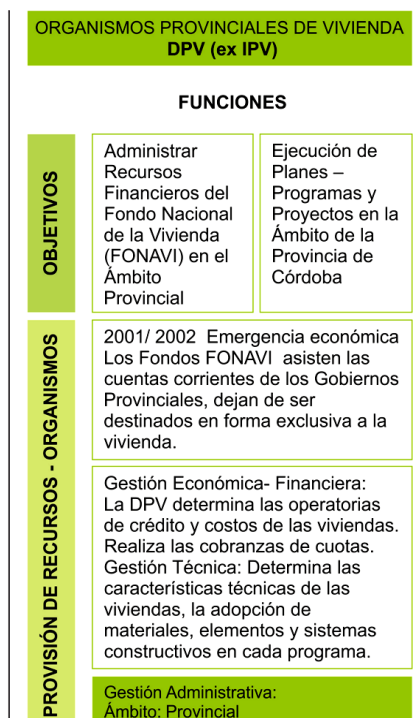 ORGANISMOS PROVINCIALES DE VIVIENDA
DPV (ex IPV)
FUNCIONES
OBJETIVOS
Administrar
Recursos
Financieros del
Fondo Nacional
de la Vivienda
(FONAVI) en el
Ámbito
Provincial
Ejecución de
Planes –
Programas y
Proyectos en la
Ámbito de la
Provincia de
Córdoba
PROVISIÓN DE RECURSOS - ORGANISMOS
2001/ 2002 Emergencia económica
Los Fondos FONAVI asisten las
cuentas corrientes de los Gobiernos
Provinciales, dejan de ser
destinados en forma exclusiva a la
vivienda.
Gestión Económica- Financiera:
La DPV determina las operatorias
de crédito y costos de las viviendas.
Realiza las cobranzas de cuotas.
Gestión Técnica: Determina las
características técnicas de las
viviendas, la adopción de
materiales, elementos y sistemas
constructivos en cada programa.
Gestión Administrativa:
Ámbito: Provincial